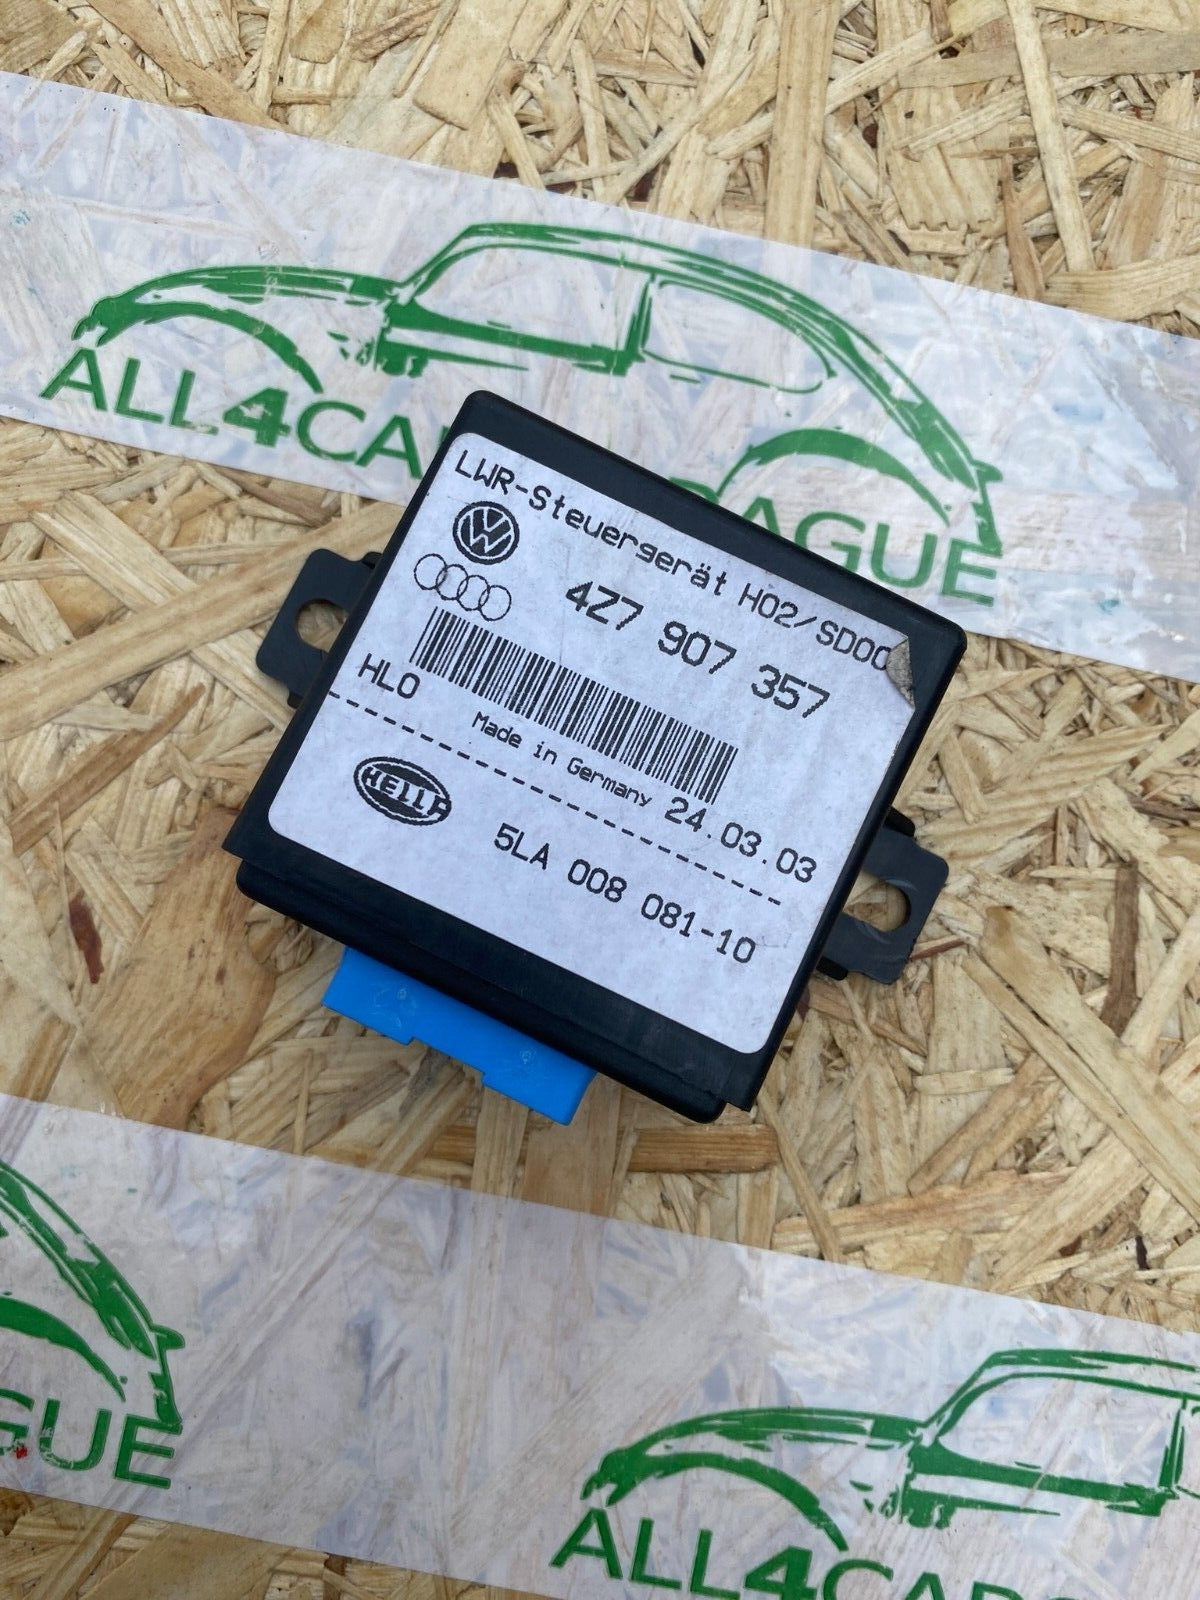 ALL4CA
AGUE
LWR-Steuergerät H02/SD00
4Z7 907 357
HLO
Made in Germany 24.03.03
HELLA
5LA 008 081-10
GUE
ALL4CARS